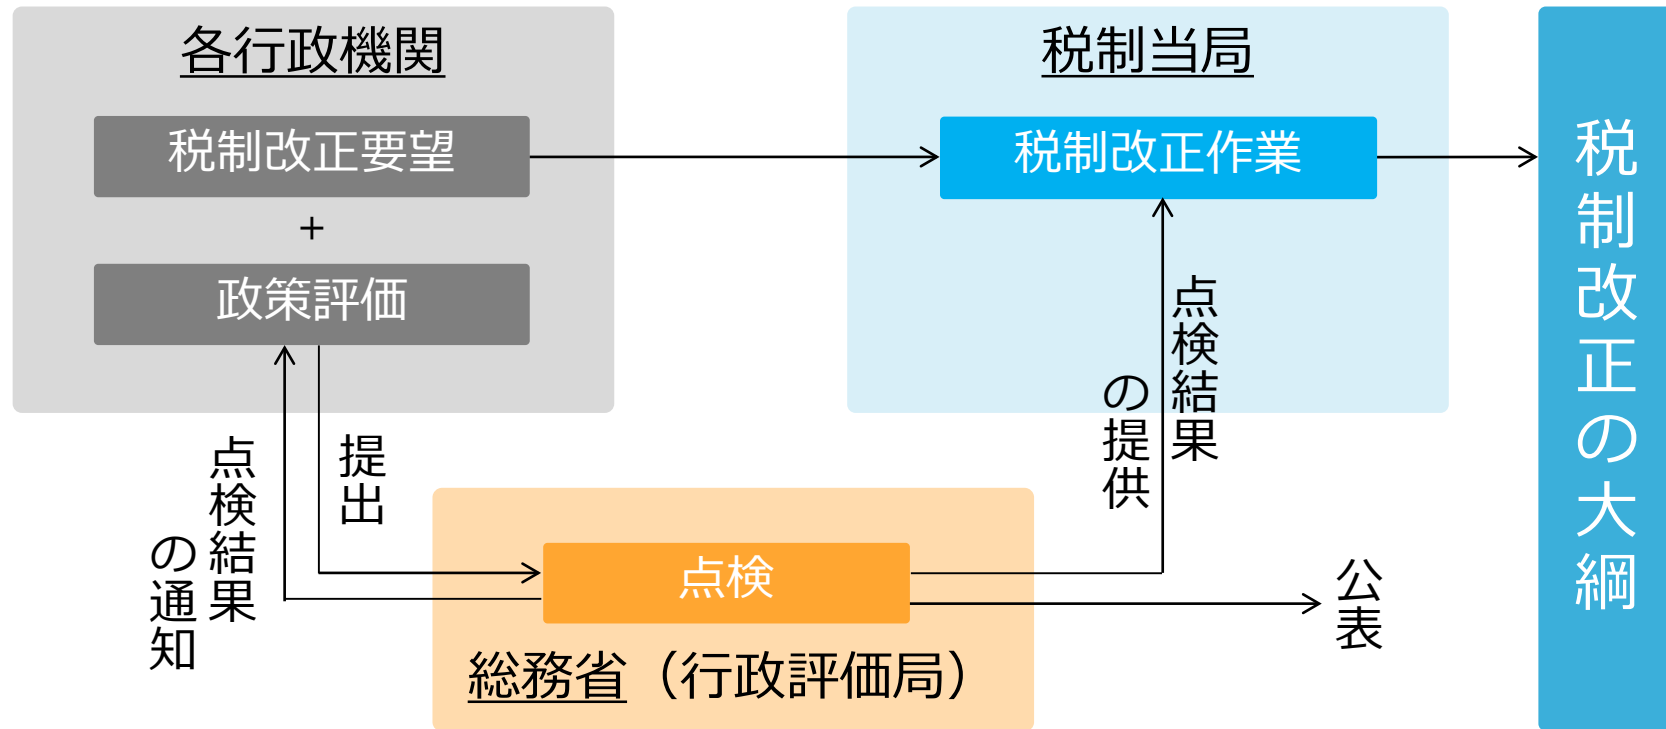 各行政機関
税制改正要望
+
政策評価
税制当局
税制改正作業
税制改正の大綱
点検結果
の提供
提出
点検結果
の通知
点検
公表
総務省（行政評価局）